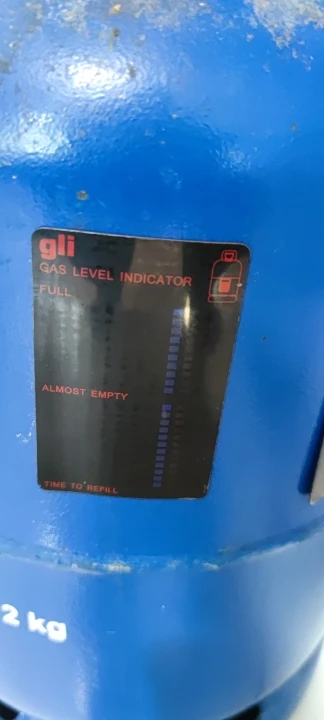 gli
GAS LEVEL INDICATOR
FULL
ALMOST EMPTY
TIME TO REFILL
2 kg